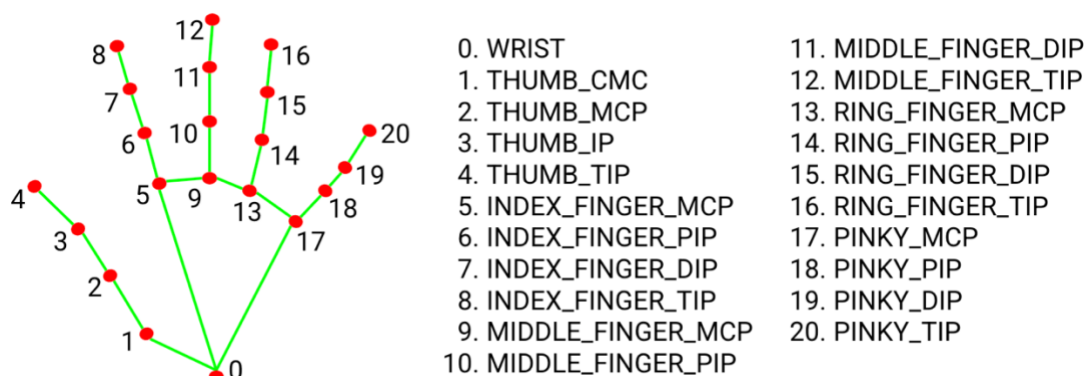 12
16
8
11
7
15
20
10
6
14
19
4
5
9
13
18
3
17
2
1
0
0. WRIST
1. THUMB_CMC
2. THUMB_MCP
3. THUMB_IP
4. THUMB_TIP
5. INDEX_FINGER_MCP
6. INDEX_FINGER_PIP
7. INDEX_FINGER_DIP
8. INDEX_FINGER_TIP
9. MIDDLE_FINGER_MCP
10. MIDDLE_FINGER_PIP
11. MIDDLE_FINGER_DIP
12. MIDDLE_FINGER_TIP
13. RING_FINGER_MCP
14. RING_FINGER_PIP
15. RING_FINGER_DIP
16. RING_FINGER_TIP
17. PINKY_MCP
18. PINKY_PIP
19. PINKY_DIP
20. PINKY_TIP